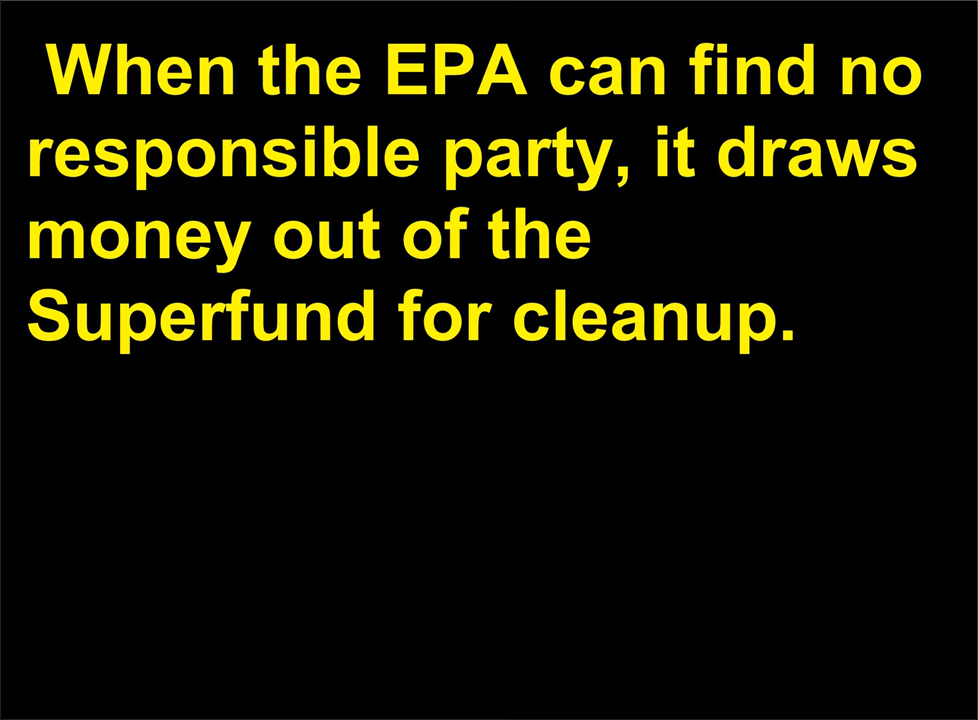 When the EPA can find no
responsible party, it draws
money out of the
Superfund for cleanup.